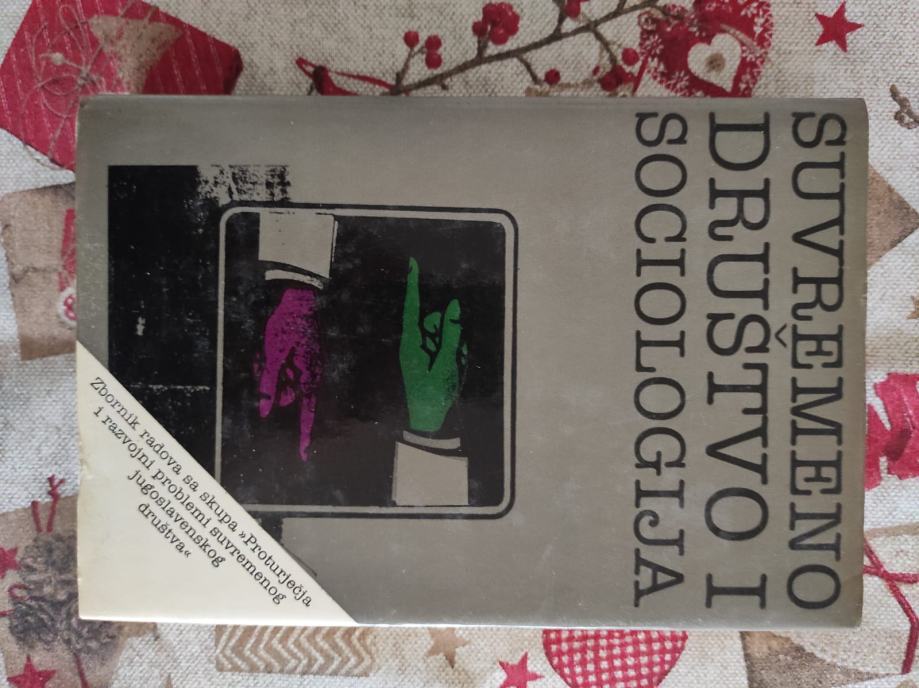 SUVREMENO
DRUŠTVO I
SOCIOLOGIJA
Zbornik radova sa skupa »Proturječja
i razvojni problemi suvremenog
jugoslavenskog
društva«